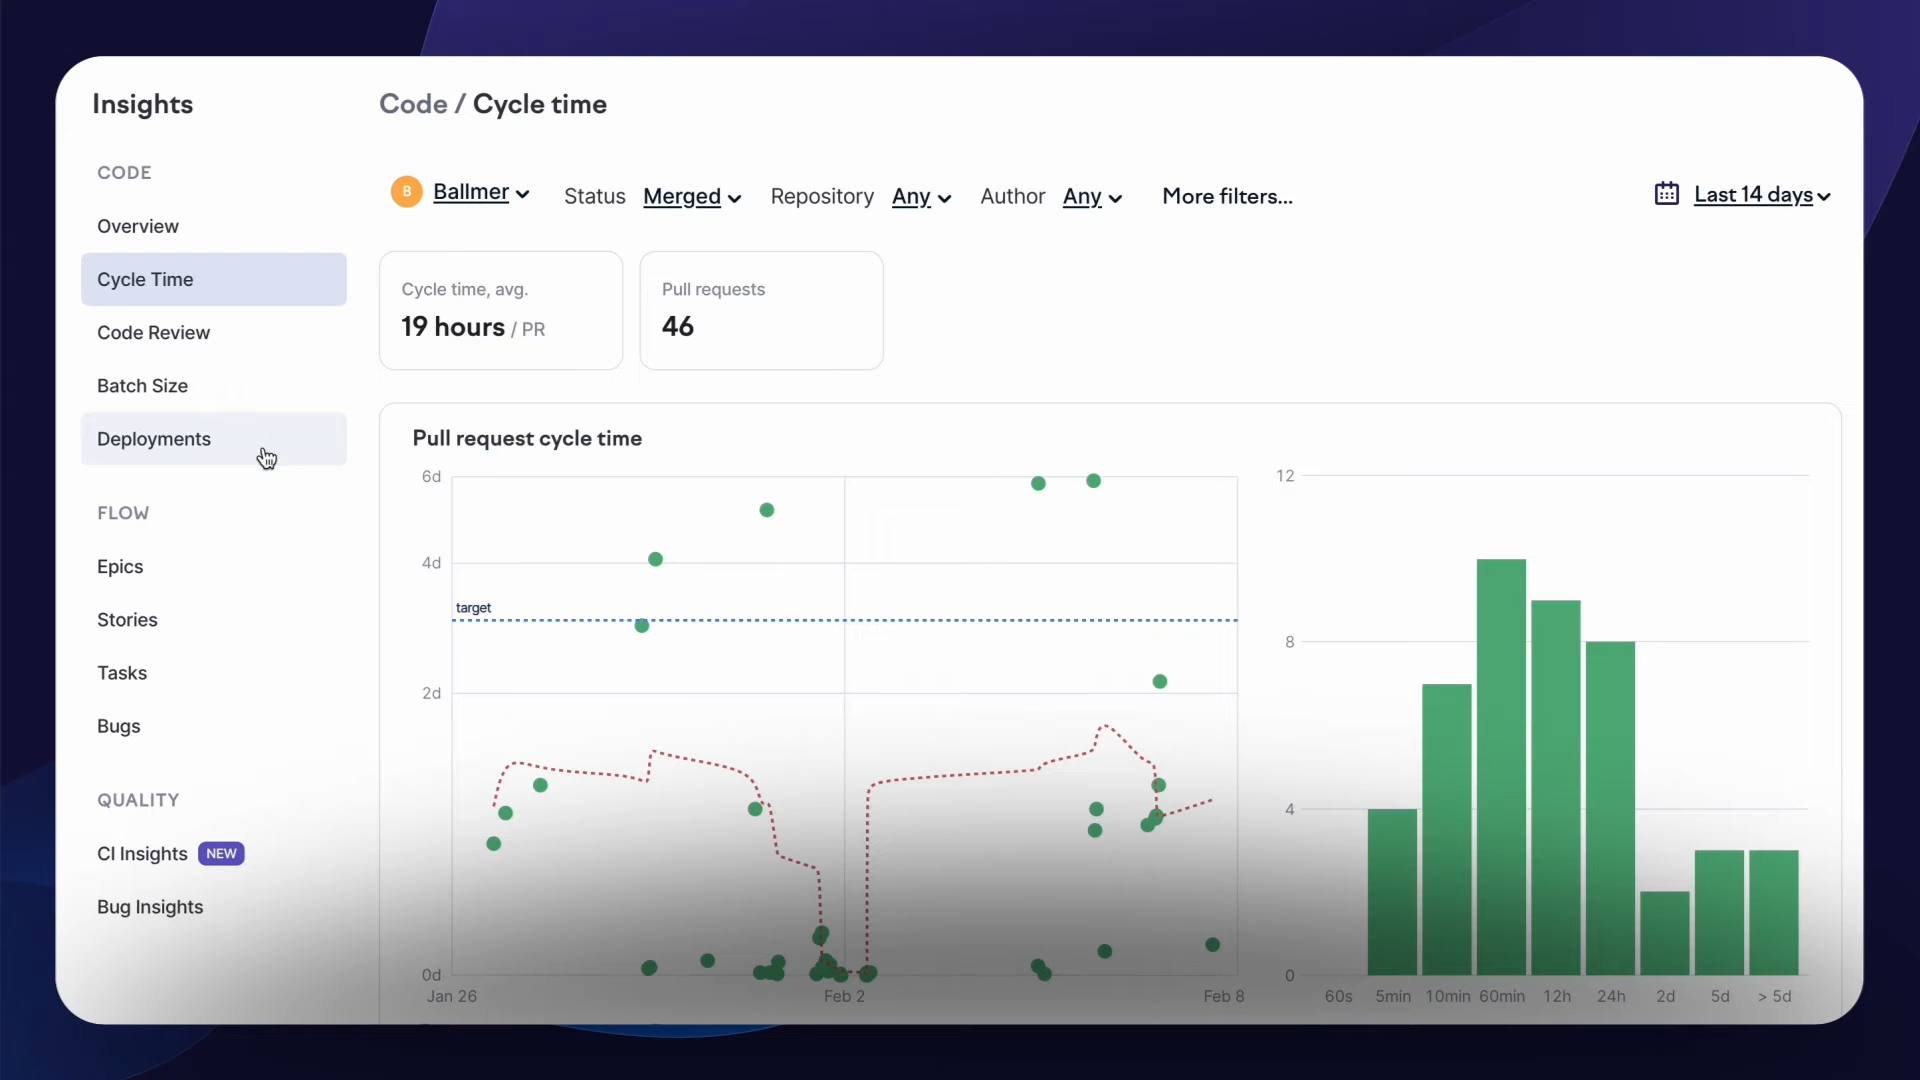 Insights
CODE
Overview
Cycle Time
Code Review
Batch Size
Deployments
FLOW
Epics
Stories
Tasks
Bugs
QUALITY
CI Insights NEW
Bug Insights
Code / Cycle time
B Ballmer Status Merged Repository Any Author Any More filters... Last 14 days
Cycle time, avg.
19 hours / PR
Pull requests
46
Pull request cycle time
6d
4d
target
2d
0d
Jan 26 Feb 2 Feb 8
12
8
4
0
60s 5min 10min 60min 12h 24h 2d 5d > 5d